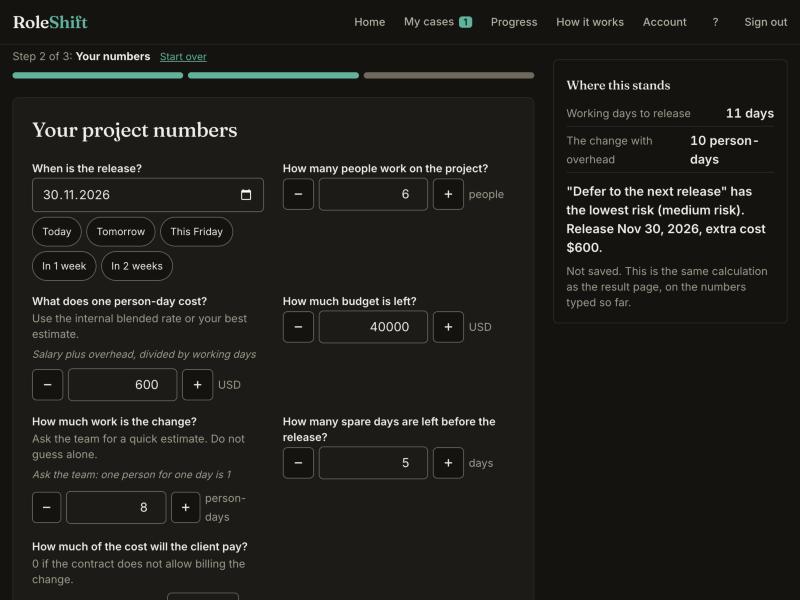 RoleShift
Home My cases 1 Progress How it works Account ? Sign out
Step 2 of 3: Your numbers Start over
Your project numbers
When is the release?
30.11.2026
Today Tomorrow This Friday
In 1 week In 2 weeks
How many people work on the project?
− 6 + people
What does one person-day cost?
Use the internal blended rate or your best
estimate.
Salary plus overhead, divided by working days
− 600 + USD
How much budget is left?
− 40000 + USD
How much work is the change?
Ask the team for a quick estimate. Do not
guess alone.
Ask the team: one person for one day is 1
− 8 + person-
days
How many spare days are left before the
release?
− 5 + days
How much of the cost will the client pay?
0 if the contract does not allow billing the
change.
Where this stands
Working days to release 11 days
The change with
overhead
10 person-
days
"Defer to the next release" has
the lowest risk (medium risk).
Release Nov 30, 2026, extra cost
$600.
Not saved. This is the same calculation
as the result page, on the numbers
typed so far.